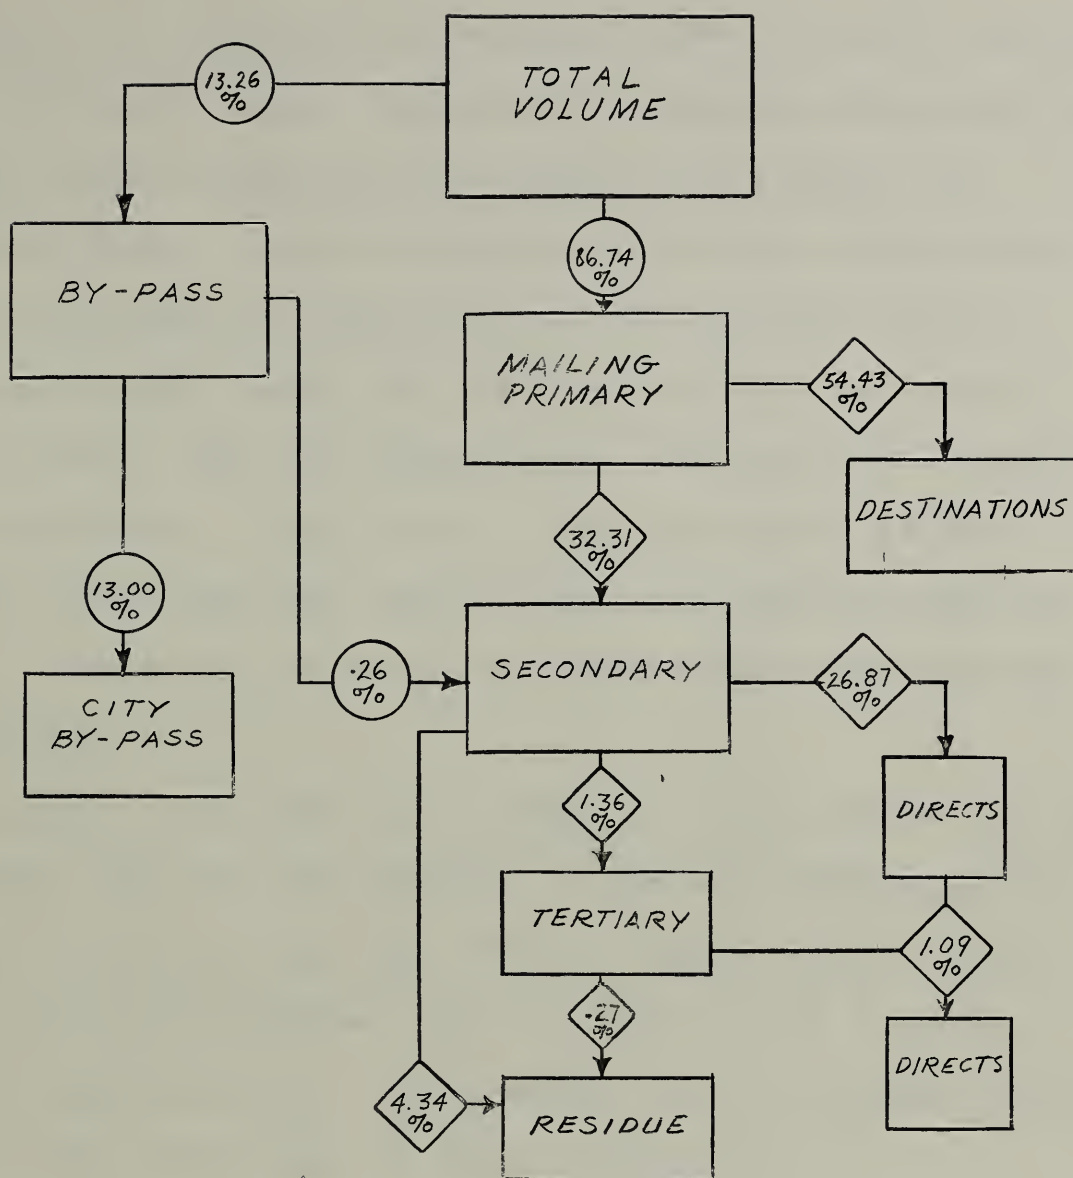 13.26
%
TOTAL
VOLUME
86.74
%
BY-PASS
MAILING
PRIMARY
54.43
%
DESTINATIONS
32.31
%
13.00
%
.26
%
SECONDARY
26.87
%
CITY
BY-PASS
1.36
%
DIRECTS
TERTIARY
1.09
%
.27
%
DIRECTS
4.34
%
RESIDUE